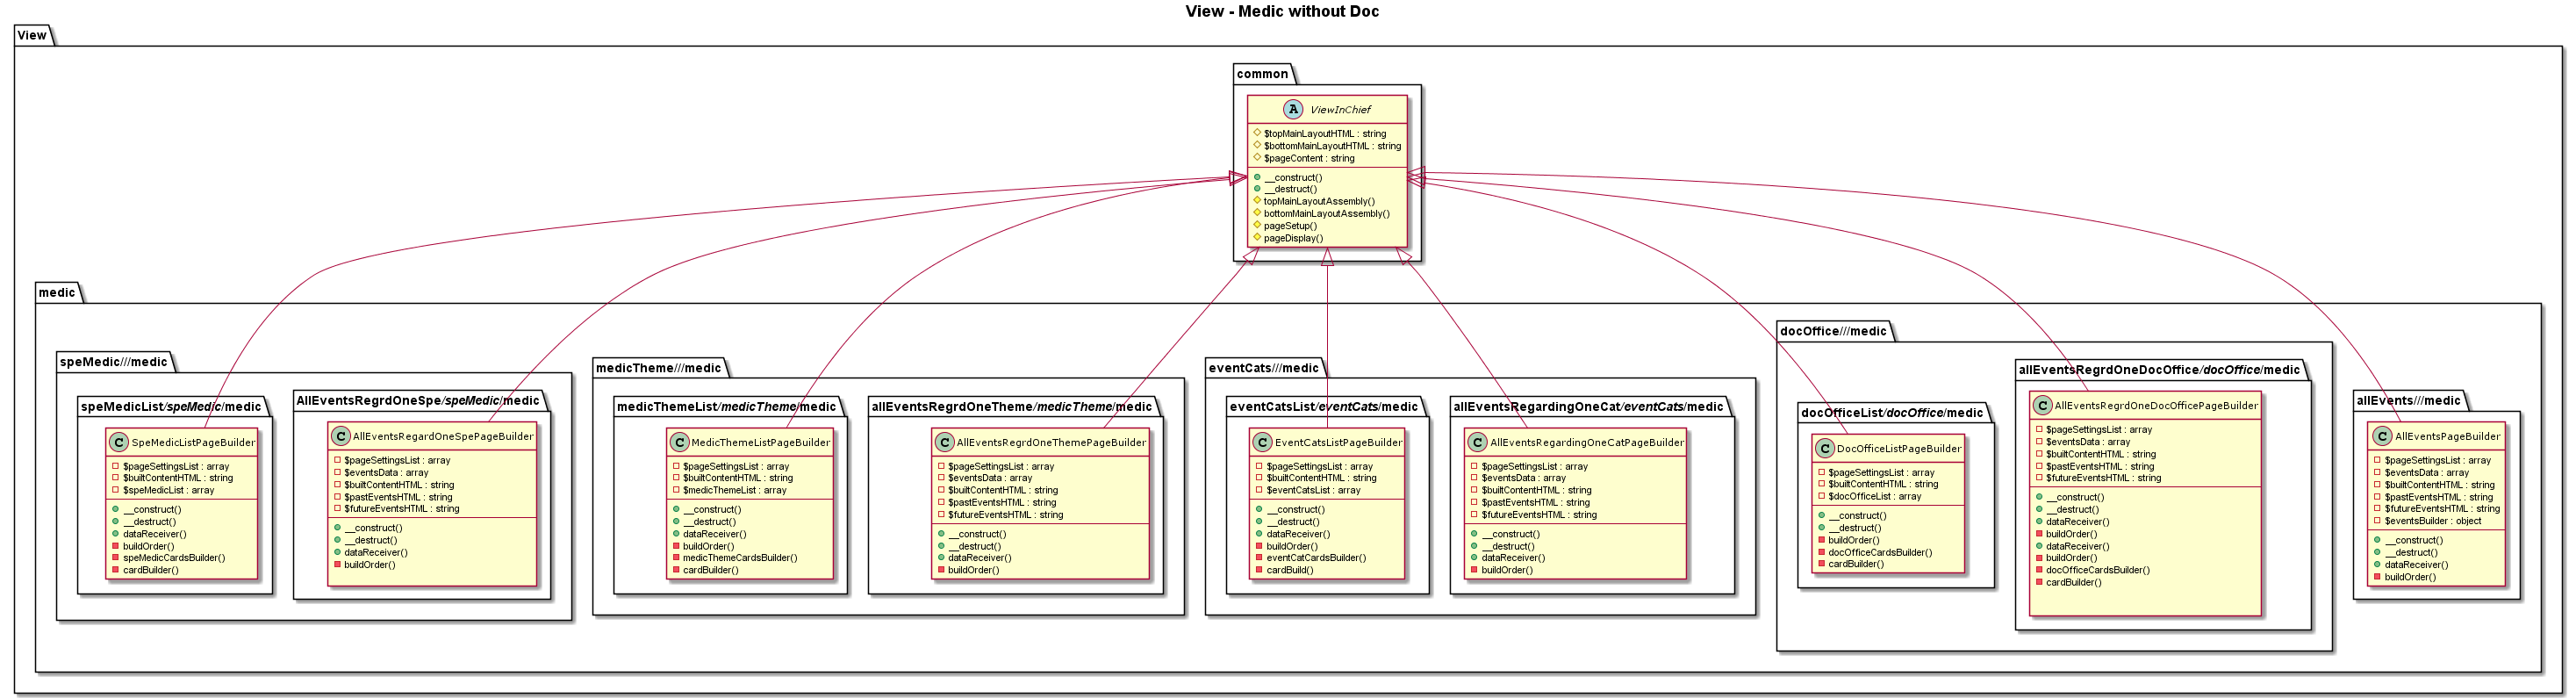 View - Medic without Doc
View
common
A ViewInChief
$topMainLayoutHTML : string
$bottomMainLayoutHTML : string
$pageContent : string
__construct()
__destruct()
topMainLayoutAssembly()
bottomMainLayoutAssembly()
pageSetup()
pageDisplay()
medic
speMedic///medic
speMedicList/speMedic/medic
C SpeMedicListPageBuilder
$pageSettingsList : array
$builtContentHTML : string
$speMedicList : array
__construct()
__destruct()
dataReceiver()
buildOrder()
speMedicCardsBuilder()
cardBuilder()
AllEventsRegrdOneSpe/speMedic/medic
C AllEventsRegardOneSpePageBuilder
$pageSettingsList : array
$eventsData : array
$builtContentHTML : string
$pastEventsHTML : string
$futureEventsHTML : string
__construct()
__destruct()
dataReceiver()
buildOrder()
medicTheme///medic
medicThemeList/medicTheme/medic
C MedicThemeListPageBuilder
$pageSettingsList : array
$builtContentHTML : string
$medicThemeList : array
__construct()
__destruct()
dataReceiver()
buildOrder()
medicThemeCardsBuilder()
cardBuilder()
allEventsRegrdOneTheme/medicTheme/medic
C AllEventsRegrdOneThemePageBuilder
$pageSettingsList : array
$eventsData : array
$builtContentHTML : string
$pastEventsHTML : string
$futureEventsHTML : string
__construct()
__destruct()
dataReceiver()
buildOrder()
eventCats///medic
eventCatsList/eventCats/medic
C EventCatsListPageBuilder
$pageSettingsList : array
$builtContentHTML : string
$eventCatsList : array
__construct()
__destruct()
dataReceiver()
buildOrder()
eventCatCardsBuilder()
cardBuild()
allEventsRegardingOneCat/eventCats/medic
C AllEventsRegardingOneCatPageBuilder
$pageSettingsList : array
$eventsData : array
$builtContentHTML : string
$pastEventsHTML : string
$futureEventsHTML : string
__construct()
__destruct()
dataReceiver()
buildOrder()
docOffice///medic
docOfficeList/docOffice/medic
C DocOfficeListPageBuilder
$pageSettingsList : array
$builtContentHTML : string
$docOfficeList : array
__construct()
__destruct()
buildOrder()
docOfficeCardsBuilder()
cardBuilder()
allEventsRegrdOneDocOffice/docOffice/medic
C AllEventsRegrdOneDocOfficePageBuilder
$pageSettingsList : array
$eventsData : array
$builtContentHTML : string
$pastEventsHTML : string
$futureEventsHTML : string
__construct()
__destruct()
dataReceiver()
buildOrder()
dataReceiver()
buildOrder()
docOfficeCardsBuilder()
cardBuilder()
allEvents///medic
C AllEventsPageBuilder
$pageSettingsList : array
$eventsData : array
$builtContentHTML : string
$pastEventsHTML : string
$futureEventsHTML : string
$eventsBuilder : object
__construct()
__destruct()
dataReceiver()
buildOrder()